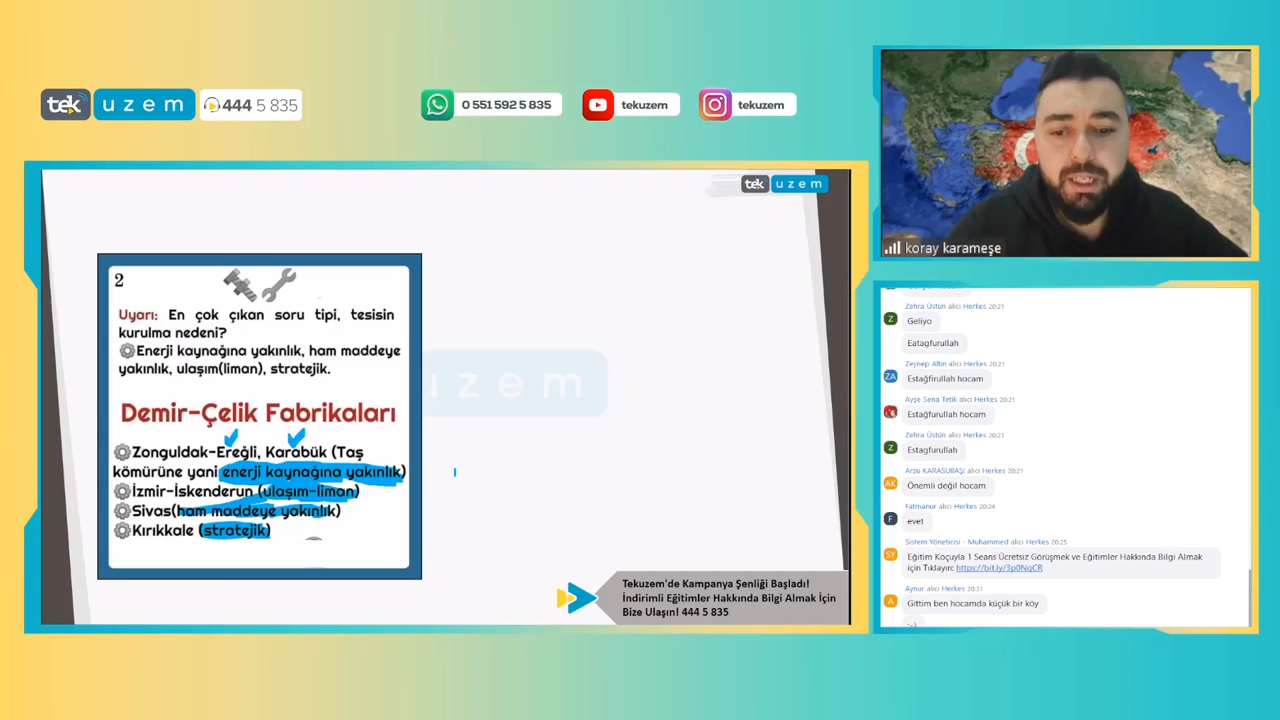 tek uzem 444 5 835
0 551 592 5 835
tekuzem
tekuzem
tek uzem
2
Uyarı: En çok çıkan soru tipi, tesisin
kurulma nedeni?
Enerji kaynağına yakınlık, ham maddeye
yakınlık, ulaşım(liman), stratejik.
Demir-Çelik Fabrikaları
Zonguldak-Ereğli, Karabük (Taş
kömürüne yani enerji kaynağına yakınlık)
İzmir-İskenderun (ulaşım-liman)
Sivas(ham maddeye yakınlık)
Kırıkkale (stratejik)
uzem
Tekuzem'de Kampanya Şenliği Başladı!
İndirimli Eğitimler Hakkında Bilgi Almak İçin
Bize Ulaşın! 444 5 835
koray karameşe
Zehra Üstün alıcı Herkes 20:21
Z
Geliyo
Eatagfurullah
Zeynep Altın alıcı Herkes 20:21
ZA
Estağfirullah hocam
Ayşe Sena Tetik alıcı Herkes 20:21
Estağfurullah hocam
Zehra Üstün alıcı Herkes 20:21
Z
Estagfurullah
Arzu KARASUBAŞI alıcı Herkes 20:21
AK
Önemli değil hocam
Fatmanur alıcı Herkes 20:24
F
evet
Sistem Yöneticisi - Muhammed alıcı Herkes 20:25
SY
Eğitim Koçuyla 1 Seans Ücretsiz Görüşmek ve Eğitimler Hakkında Bilgi Almak
için Tıklayın: https://bit.ly/3p0NqCR
Aynur alıcı Herkes 20:31
A
Gittim ben hocamda küçük bir köy
:-)